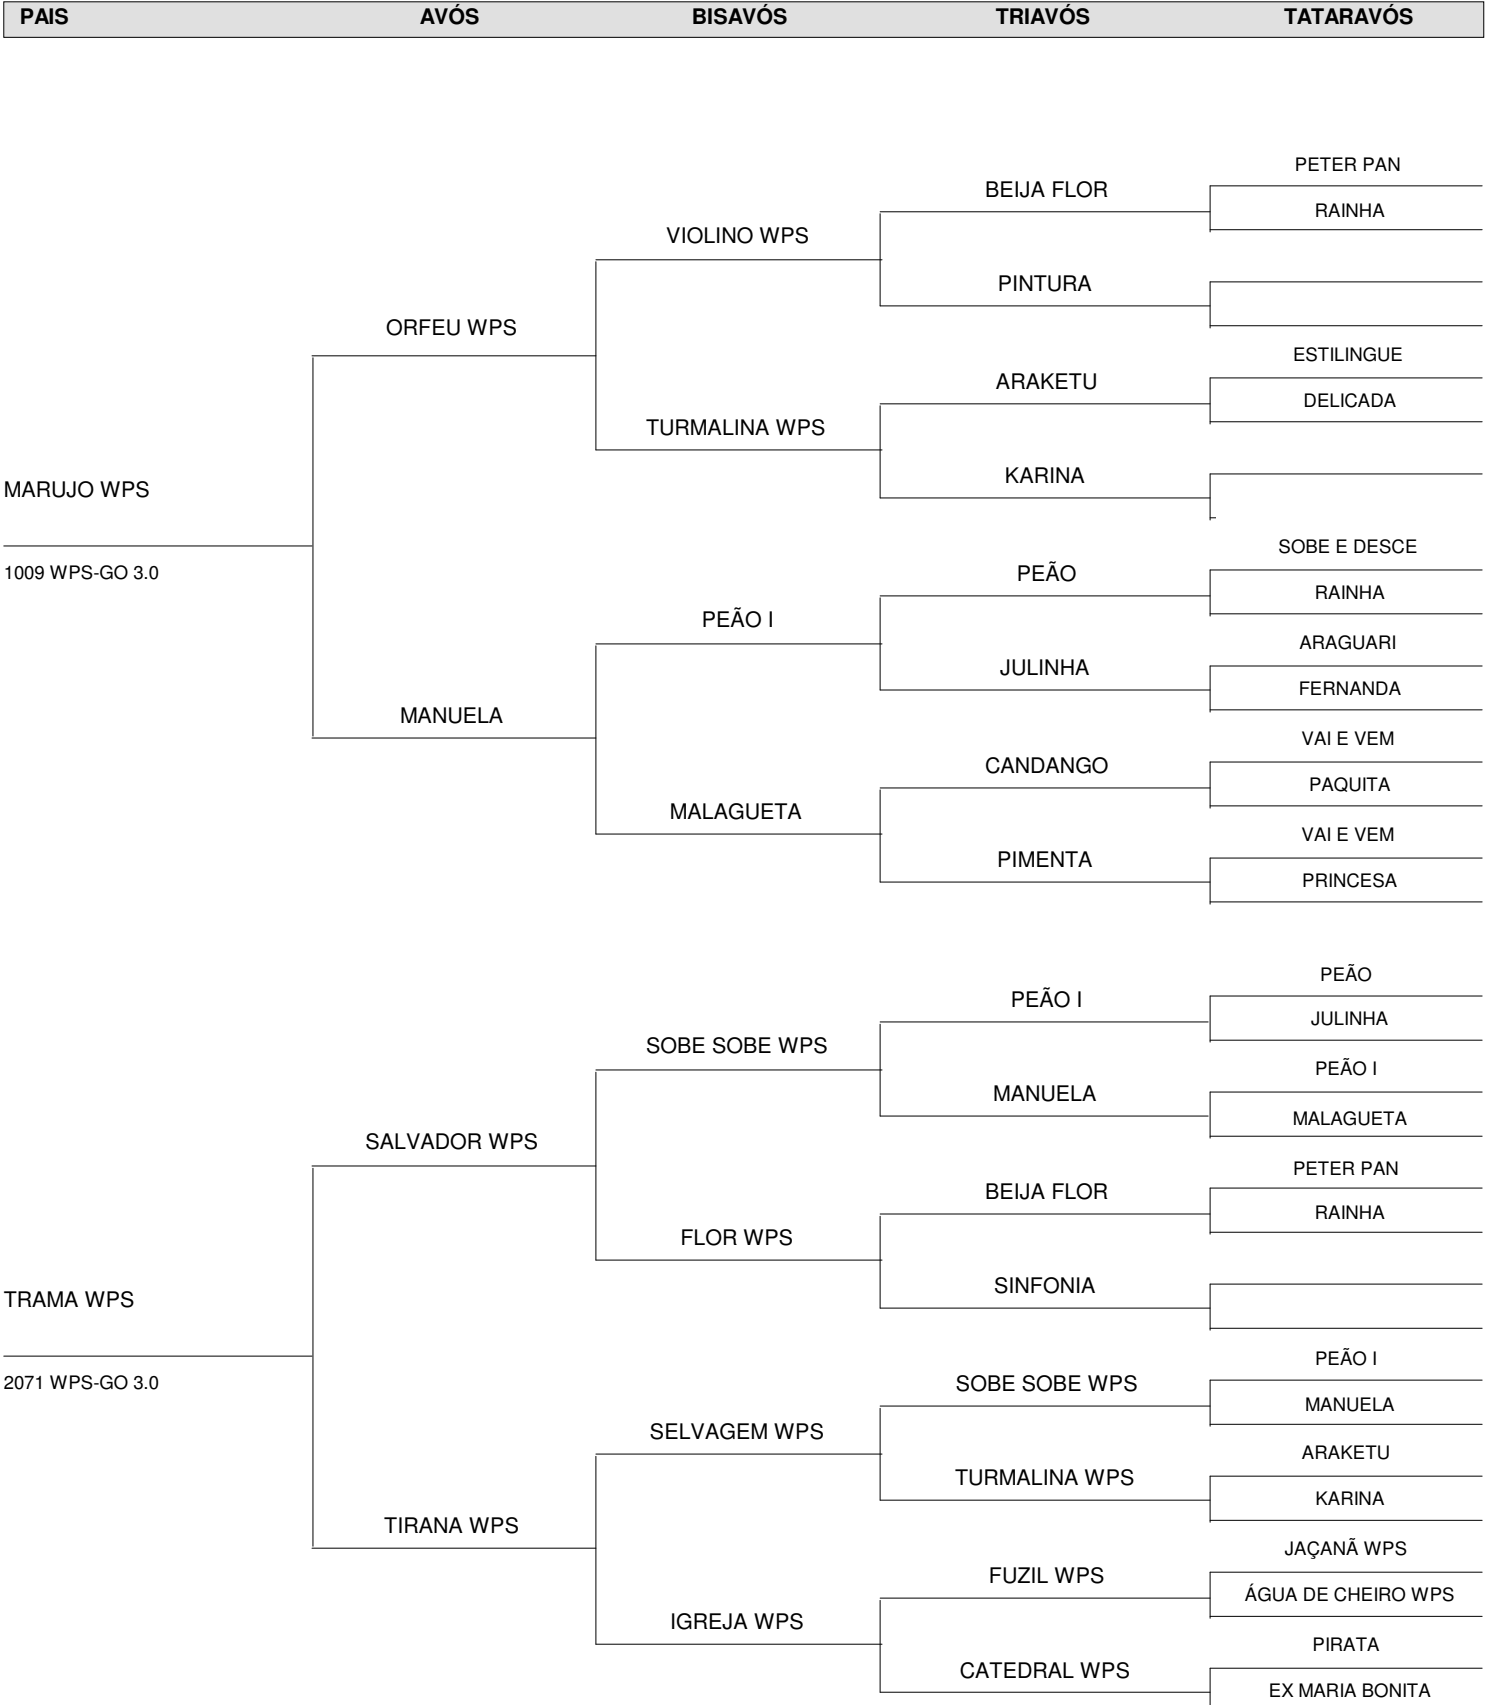 PAIS AVÓS BISAVÓS TRIAVÓS TATARAVÓS
PETER PAN
BEIJA FLOR
RAINHA
VIOLINO WPS
PINTURA
ORFEU WPS
ESTILINGUE
ARAKETU
DELICADA
TURMALINA WPS
KARINA
MARUJO WPS
SOBE E DESCE
1009 WPS-GO 3.0
PEÃO
RAINHA
PEÃO I
ARAGUARI
JULINHA
FERNANDA
MANUELA
VAI E VEM
CANDANGO
PAQUITA
MALAGUETA
VAI E VEM
PIMENTA
PRINCESA
PEÃO
PEÃO I
JULINHA
SOBE SOBE WPS
PEÃO I
MANUELA
MALAGUETA
SALVADOR WPS
PETER PAN
BEIJA FLOR
RAINHA
FLOR WPS
SINFONIA
TRAMA WPS
PEÃO I
2071 WPS-GO 3.0
SOBE SOBE WPS
MANUELA
SELVAGEM WPS
ARAKETU
TURMALINA WPS
KARINA
TIRANA WPS
JAÇANÃ WPS
FUZIL WPS
ÁGUA DE CHEIRO WPS
IGREJA WPS
PIRATA
CATEDRAL WPS
EX MARIA BONITA